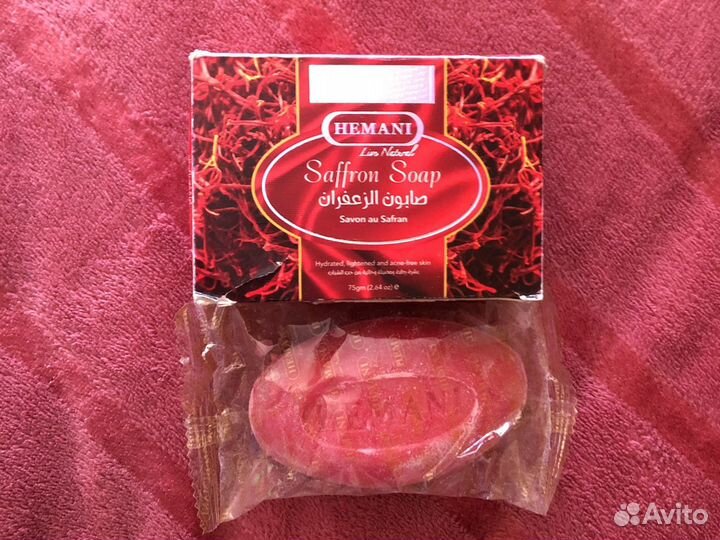 HEMANI
Live Natural
Saffron Soap
صابون الزعفران
Savon au Safran
Hydrated, lightened and acne-free skin
75gm (2.64 oz) e
HEMANI
Avito